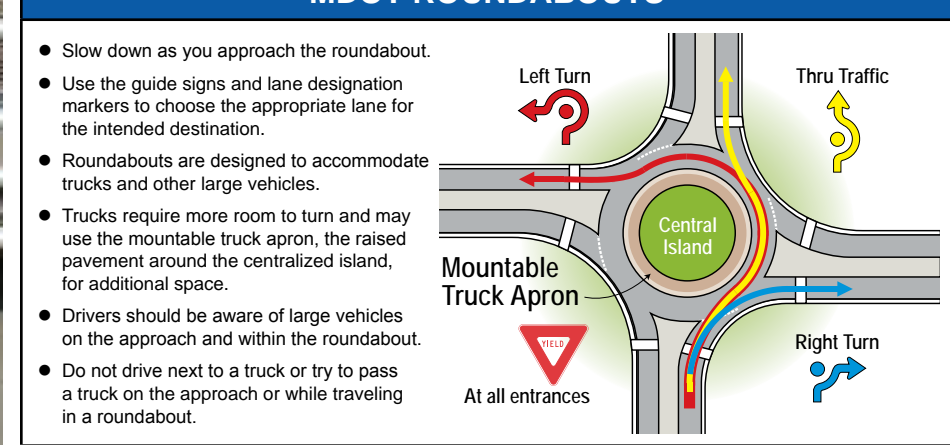 MDOT ROUNDABOUTS
● Slow down as you approach the roundabout.
● Use the guide signs and lane designation
markers to choose the appropriate lane for
the intended destination.
● Roundabouts are designed to accommodate
trucks and other large vehicles.
● Trucks require more room to turn and may
use the mountable truck apron, the raised
pavement around the centralized island,
for additional space.
● Drivers should be aware of large vehicles
on the approach and within the roundabout.
● Do not drive next to a truck or try to pass
a truck on the approach or while traveling
in a roundabout.
Left Turn
Thru Traffic
Central
Island
Mountable
Truck Apron
YIELD
At all entrances
Right Turn